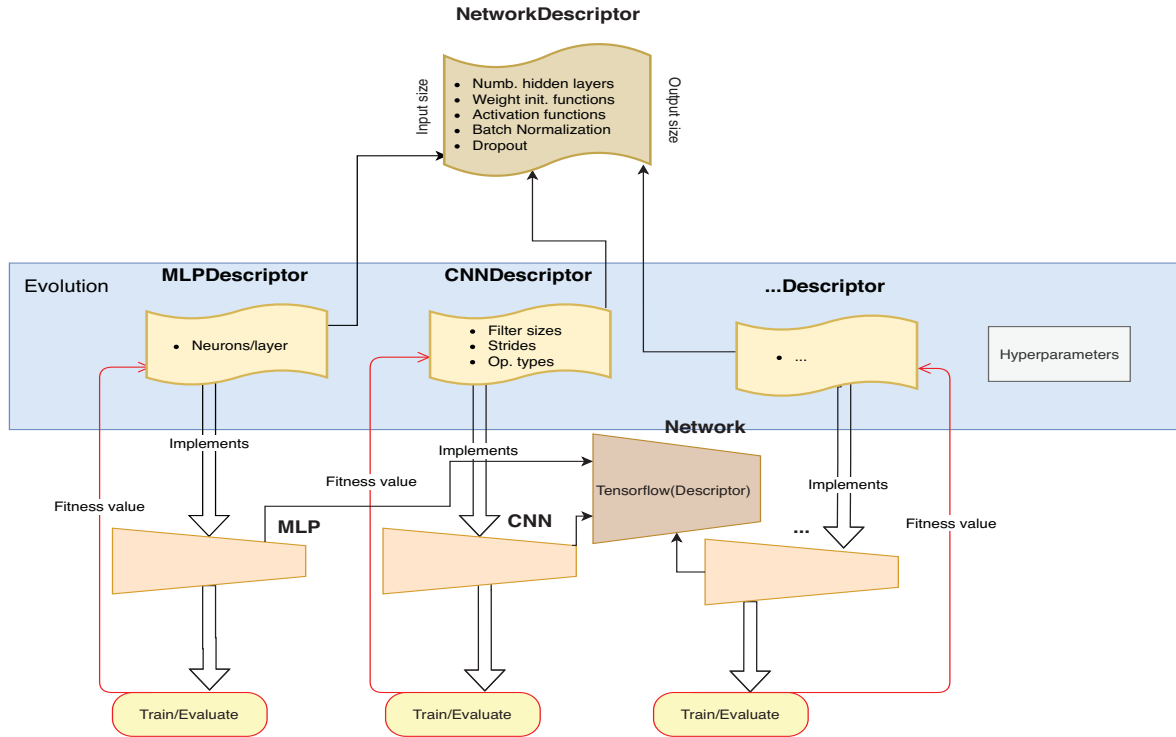 NetworkDescriptor
Input size
• Numb. hidden layers
• Weight init. functions
• Activation functions
• Batch Normalization
• Dropout
Output size
Evolution
MLPDescriptor
CNNDescriptor
...Descriptor
• Neurons/layer
• Filter sizes
• Strides
• Op. types
• ...
Hyperparameters
Implements
Implements
Network
Tensorflow(Descriptor)
Implements
Fitness value
Fitness value
Fitness value
MLP
CNN
...
Train/Evaluate
Train/Evaluate
Train/Evaluate